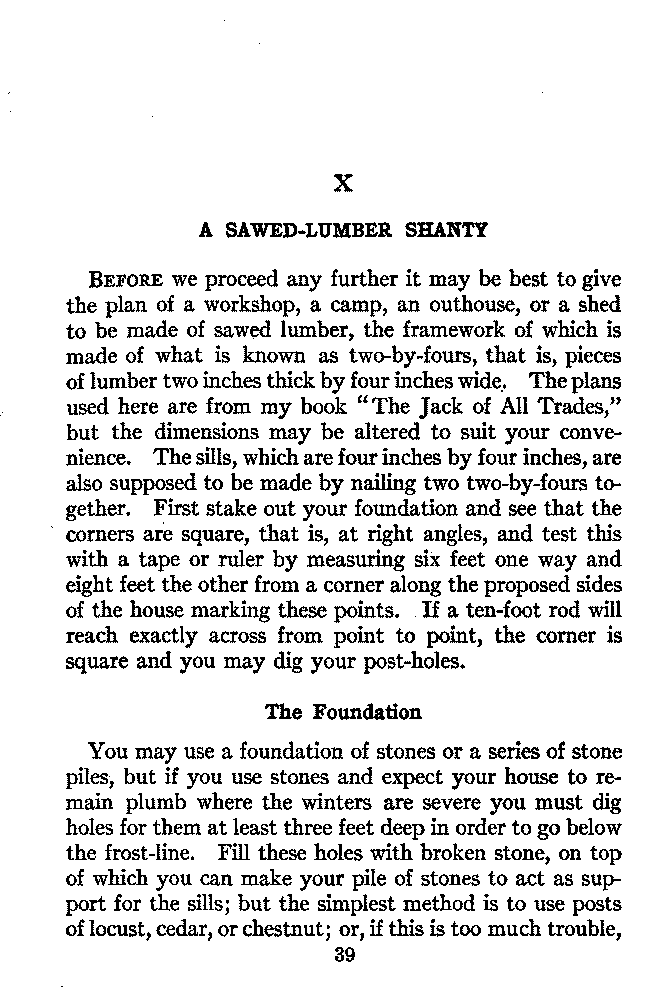 X
A SAWED-LUMBER SHANTY
BEFORE we proceed any further it may be best to give
the plan of a workshop, a camp, an outhouse, or a shed
to be made of sawed lumber, the framework of which is
made of what is known as two-by-fours, that is, pieces
of lumber two inches thick by four inches wide. The plans
used here are from my book "The Jack of All Trades,"
but the dimensions may be altered to suit your conve-
nience. The sills, which are four inches by four inches, are
also supposed to be made by nailing two two-by-fours to-
gether. First stake out your foundation and see that the
corners are square, that is, at right angles, and test this
with a tape or ruler by measuring six feet one way and
eight feet the other from a corner along the proposed sides
of the house marking these points. If a ten-foot rod will
reach exactly across from point to point, the corner is
square and you may dig your post-holes.
The Foundation
You may use a foundation of stones or a series of stone
piles, but if you use stones and expect your house to re-
main plumb where the winters are severe you must dig
holes for them at least three feet deep in order to go below
the frost-line. Fill these holes with broken stone, on top
of which you can make your pile of stones to act as sup-
port for the sills; but the simplest method is to use posts
of locust, cedar, or chestnut; or, if this is too much trouble,
39